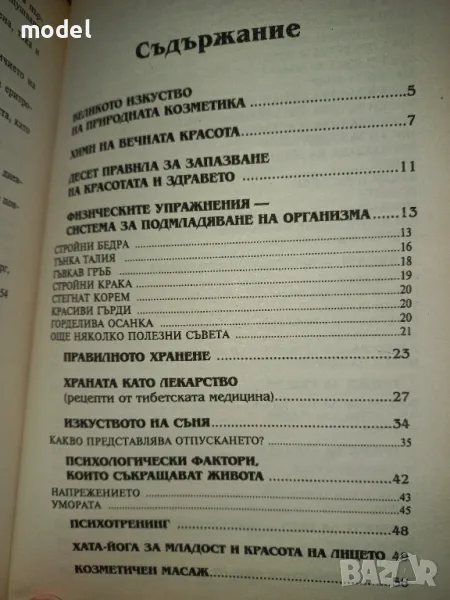 model
Съдържание
ВЕЛИКОТО ИЗКУСТВО
НА ПРИРОДНАТА КОЗМЕТИКА 5
ХИМН НА ВЕЧНАТА КРАСОТА 7
ДЕСЕТ ПРАВИЛА ЗА ЗАПАЗВАНЕ
НА КРАСОТАТА И ЗДРАВЕТО 11
ФИЗИЧЕСКИТЕ УПРАЖНЕНИЯ —
СИСТЕМА ЗА ПОДМЛАДЯВАНЕ НА ОРГАНИЗМА 13
СТРОЙНИ БЕДРА 13
ТЪНКА ТАЛИЯ 16
ГЪВКАВ ГРЪБ 18
СТРОЙНИ КРАКА 19
СТЕГНАТ КОРЕМ 20
КРАСИВИ ГЪРДИ 20
ГОРДЕЛИВА ОСАНКА 20
ОЩЕ НЯКОЛКО ПОЛЕЗНИ СЪВЕТА 21
ПРАВИЛНОТО ХРАНЕНЕ 23
ХРАНАТА КАТО ЛЕКАРСТВО
(рецепти от тибетската медицина) 27
ИЗКУСТВОТО НА СЪНЯ 34
КАКВО ПРЕДСТАВЛЯВА ОТПУСКАНЕТО? 35
ПСИХОЛОГИЧЕСКИ ФАКТОРИ,
КОИТО СЪКРАЩАВАТ ЖИВОТА 42
НАПРЕЖЕНИЕТО 43
УМОРАТА 45
ПСИХОТРЕНИНГ 48
ХАТА-ЙОГА ЗА МЛАДОСТ И КРАСОТА НА ЛИЦЕТО 49
КОЗМЕТИЧЕН МАСАЖ
54
BAZAR